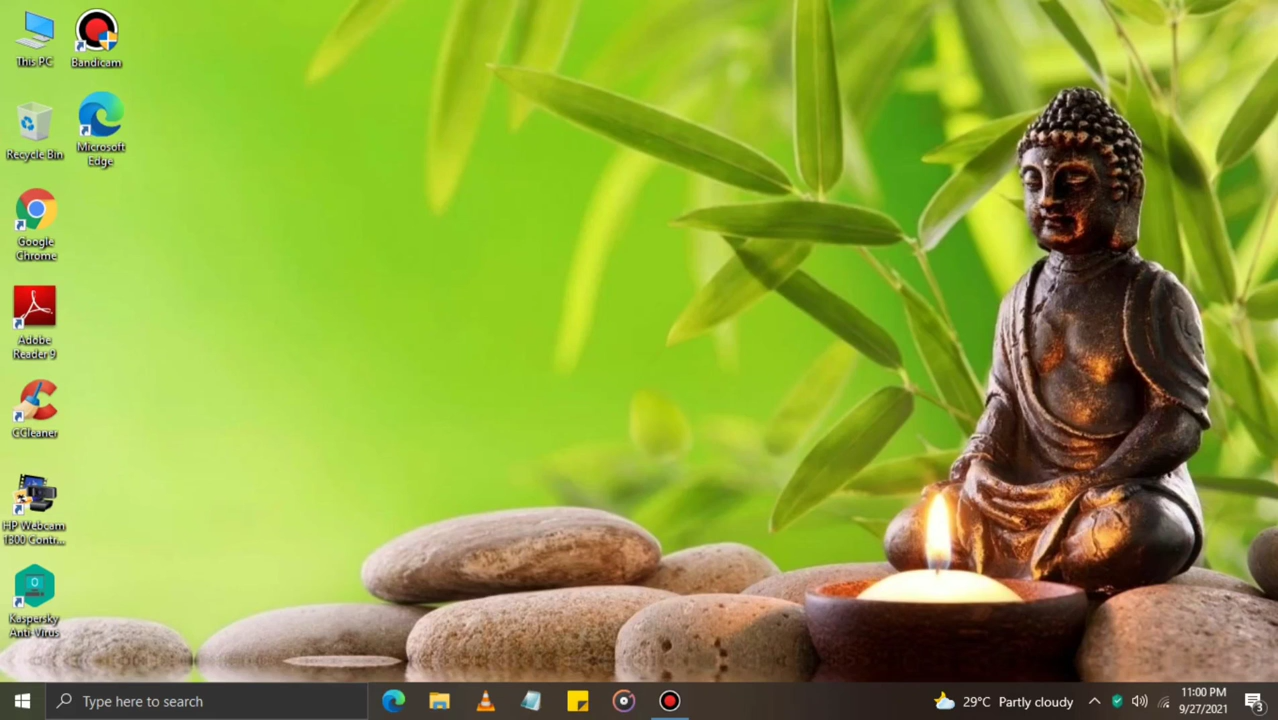 This PC
Bandicam
Recycle Bin
Microsoft
Edge
Google
Chrome
Adobe
Reader 9
CCleaner
HP Webcam
1300 Contr...
Kaspersky
Anti-Virus
Type here to search
29°C Partly cloudy
11:00 PM
9/27/2021
3